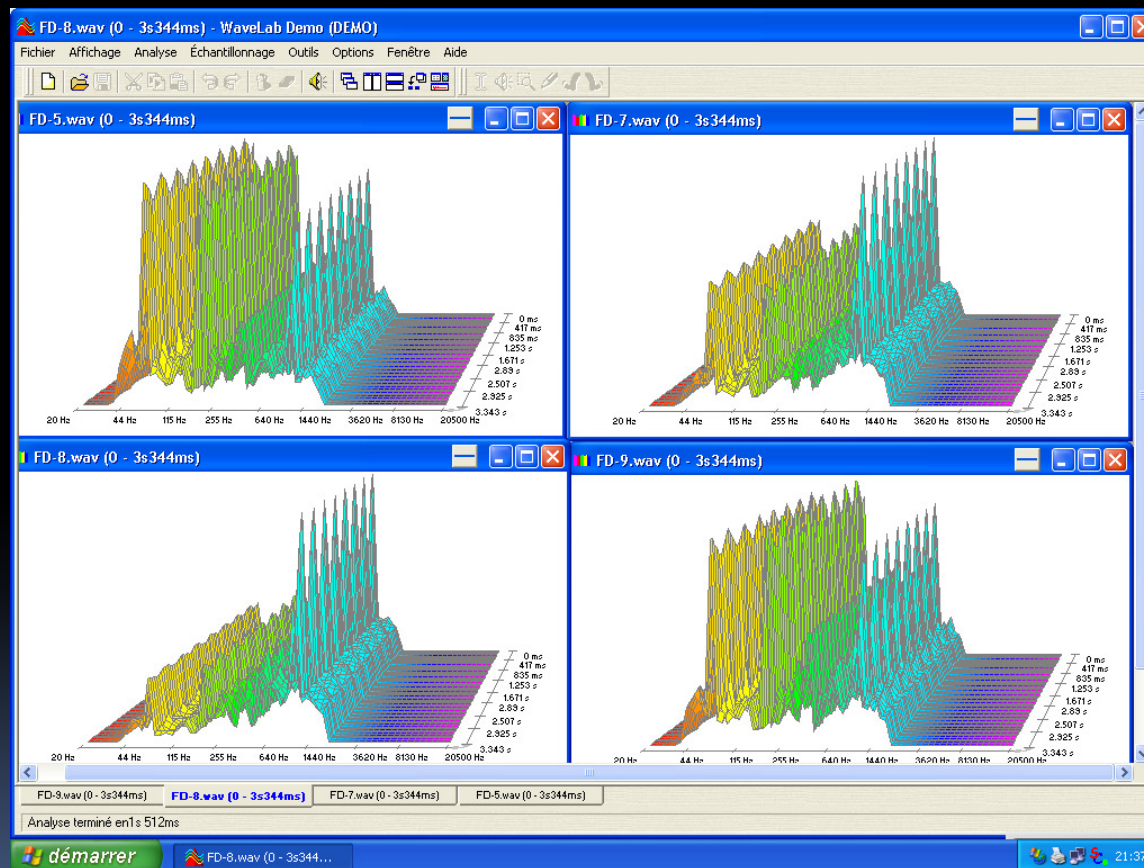 FD-8.wav (0 - 3s344ms) - WaveLab Demo (DEMO)
Fichier Affichage Analyse Échantillonnage Outils Options Fenêtre Aide
FD-5.wav (0 - 3s344ms)
0 ms
417 ms
835 ms
1.253 s
1.671 s
2.89 s
2.507 s
2.925 s
3.343 s
20 Hz 44 Hz 115 Hz 255 Hz 640 Hz 1440 Hz 3620 Hz 8130 Hz 20500 Hz
FD-7.wav (0 - 3s344ms)
0 ms
417 ms
835 ms
1.253 s
1.671 s
2.89 s
2.507 s
2.925 s
3.343 s
20 Hz 44 Hz 115 Hz 255 Hz 640 Hz 1440 Hz 3620 Hz 8130 Hz 20500 Hz
FD-8.wav (0 - 3s344ms)
0 ms
417 ms
835 ms
1.253 s
1.671 s
2.89 s
2.507 s
2.925 s
3.343 s
20 Hz 44 Hz 115 Hz 255 Hz 640 Hz 1440 Hz 3620 Hz 8130 Hz 20500 Hz
FD-9.wav (0 - 3s344ms)
0 ms
417 ms
835 ms
1.253 s
1.671 s
2.89 s
2.507 s
2.925 s
3.343 s
20 Hz 44 Hz 115 Hz 255 Hz 640 Hz 1440 Hz 3620 Hz 8130 Hz 20500 Hz
FD-9.wav (0 - 3s344ms) FD-8.wav (0 - 3s344ms) FD-7.wav (0 - 3s344ms) FD-5.wav (0 - 3s344ms)
Analyse terminé en1s 512ms
démarrer FD-8.wav (0 - 3s344...